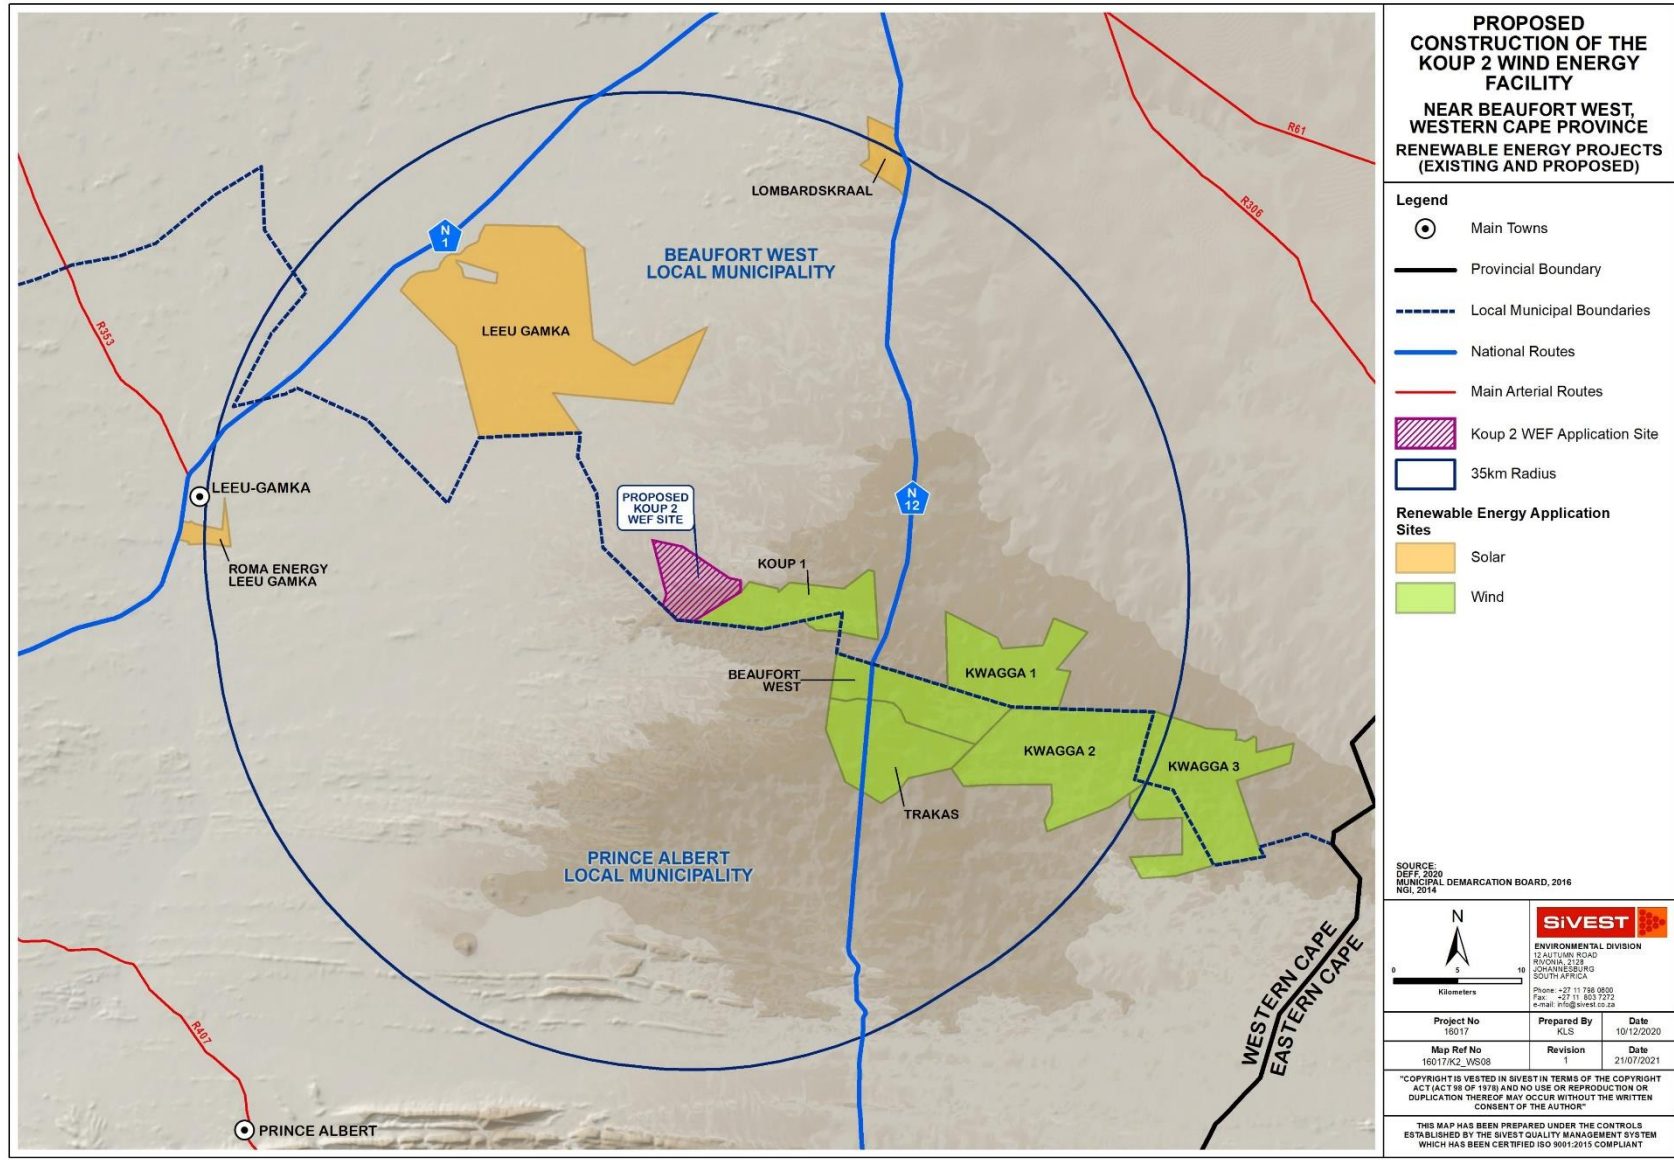 PROPOSED
CONSTRUCTION OF THE
KOUP 2 WIND ENERGY
FACILITY
NEAR BEAUFORT WEST,
WESTERN CAPE PROVINCE
RENEWABLE ENERGY PROJECTS
(EXISTING AND PROPOSED)
Legend
Main Towns
Provincial Boundary
Local Municipal Boundaries
National Routes
Main Arterial Routes
Koup 2 WEF Application Site
35km Radius
Renewable Energy Application
Sites
Solar
Wind
SOURCE:
DEFF, 2020
MUNICIPAL DEMARCATION BOARD, 2016
NGI, 2014
N
0 5 10
Kilometers
SiVEST
ENVIRONMENTAL DIVISION
12 AUTUMN ROAD
RIVONIA, 2128
JOHANNESBURG
SOUTH AFRICA
Phone: +27 11 798 0600
Fax: +27 11 803 7272
e-mail: info@sivest.co.za
Project No
16017
Prepared By
KLS
Date
10/12/2020
Map Ref No
16017/K2_WS08
Revision
1
Date
21/07/2021
"COPYRIGHT IS VESTED IN SIVEST IN TERMS OF THE COPYRIGHT
ACT (ACT 98 OF 1978) AND NO USE OR REPRODUCTION OR
DUPLICATION THEREOF MAY OCCUR WITHOUT THE WRITTEN
CONSENT OF THE AUTHOR"
THIS MAP HAS BEEN PREPARED UNDER THE CONTROLS
ESTABLISHED BY THE SIVEST QUALITY MANAGEMENT SYSTEM
WHICH HAS BEEN CERTIFIED ISO 9001:2015 COMPLIANT
R61
R306
LOMBARDSKRAAL
N
1
BEAUFORT WEST
LOCAL MUNICIPALITY
R353
LEEU GAMKA
LEEU-GAMKA
PROPOSED
KOUP 2
WEF SITE
N
12
ROMA ENERGY
LEEU GAMKA
KOUP 1
BEAUFORT
WEST
KWAGGA 1
KWAGGA 2
KWAGGA 3
TRAKAS
PRINCE ALBERT
LOCAL MUNICIPALITY
WESTERN CAPE
EASTERN CAPE
R407
PRINCE ALBERT